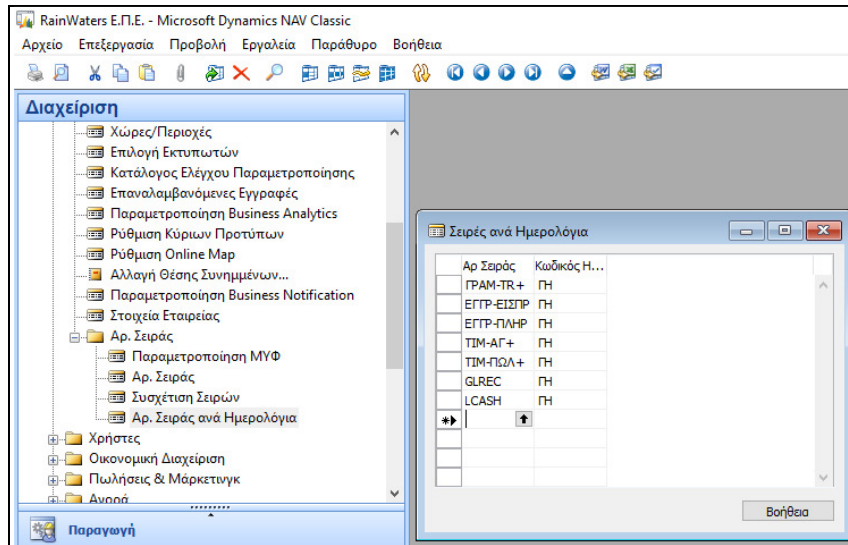 RainWaters Ε.Π.Ε. - Microsoft Dynamics NAV Classic
Αρχείο Επεξεργασία Προβολή Εργαλεία Παράθυρο Βοήθεια
Διαχείριση
Χώρες/Περιοχές
Επιλογή Εκτυπωτών
Κατάλογος Ελέγχου Παραμετροποίησης
Επαναλαμβανόμενες Εγγραφές
Παραμετροποίηση Business Analytics
Ρύθμιση Κύριων Προτύπων
Ρύθμιση Online Map
Αλλαγή Θέσης Συνημμένων...
Παραμετροποίηση Business Notification
Στοιχεία Εταιρείας
Αρ. Σειράς
Παραμετροποίηση ΜΥΦ
Αρ. Σειράς
Συσχέτιση Σειρών
Αρ. Σειράς ανά Ημερολόγια
Χρήστες
Οικονομική Διαχείριση
Πωλήσεις & Μάρκετινγκ
Αγορά
Παραγωγή
Σειρές ανά Ημερολόγια
Αρ Σειράς Κωδικός Η...
ΓΡΑΜ-TR+ ΓΗ
ΕΓΓΡ-ΕΙΣΠΡ ΓΗ
ΕΓΓΡ-ΠΛΗΡ ΓΗ
ΤΙΜ-ΑΓ+ ΓΗ
ΤΙΜ-ΠΩΛ+ ΓΗ
GLREC ΓΗ
LCASH ΓΗ
Βοήθεια